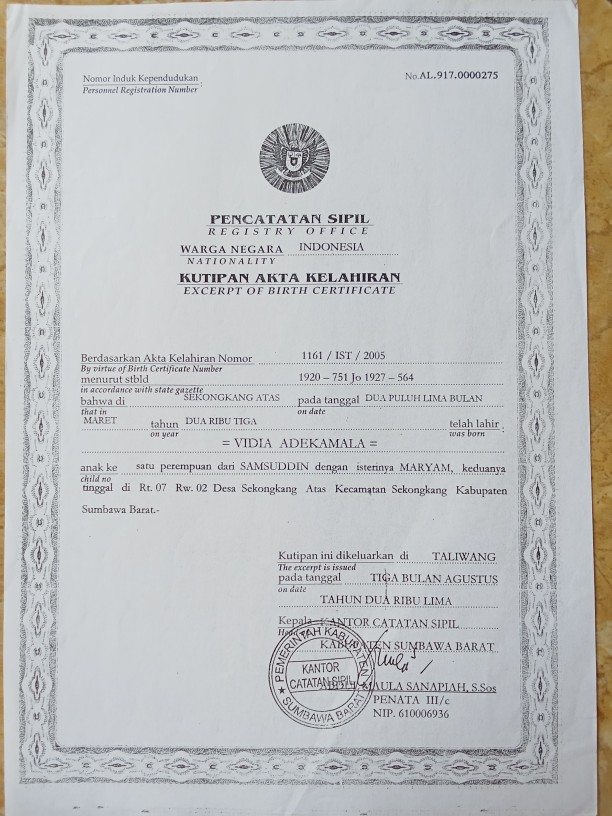 Nomor Induk Kependudukan :
Personnel Registration Number :
No.AL.917.0000275
PENCATATAN SIPIL
REGISTRY OFFICE
WARGA NEGARA INDONESIA
NATIONALITY
KUTIPAN AKTA KELAHIRAN
EXCERPT OF BIRTH CERTIFICATE
Berdasarkan Akta Kelahiran Nomor 1161 / IST / 2005
By virtue of Birth Certificate Number
menurut stbld 1920 – 751 Jo 1927 – 564
in accordance with state gazette
bahwa di SEKONGKANG ATAS pada tanggal DUA PULUH LIMA BULAN
that in on date
MARET tahun DUA RIBU TIGA telah lahir :
on year was born
= VIDIA ADEKAMALA =
anak ke satu perempuan dari SAMSUDDIN dengan isterinya MARYAM, keduanya
child no
tinggal di Rt. 07 Rw. 02 Desa Sekongkang Atas Kecamatan Sekongkang Kabupaten
Sumbawa Barat.-
Kutipan ini dikeluarkan di TALIWANG
The excerpt is issued
pada tanggal TIGA BULAN AGUSTUS
on date
TAHUN DUA RIBU LIMA
Kepala KANTOR CATATAN SIPIL
KABUPATEN SUMBAWA BARAT
PEMERINTAH KABUPATEN
KANTOR
CATATAN SIPIL
SUMBAWA BARAT
MAULA SANAPIAH, S.Sos
PENATA III/c
NIP. 610006936